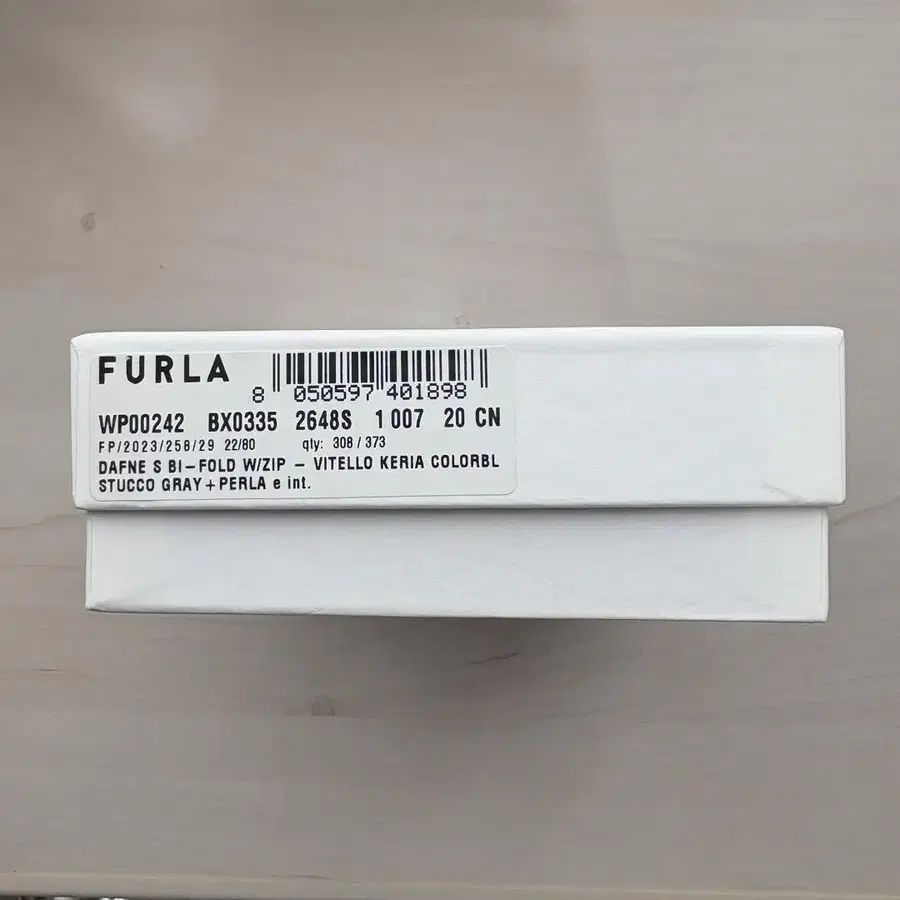 FURLA
8 050597 401898
WP00242 BX0335 2648S 1 007 20 CN
FP/2023/258/29 22/80 qty: 308 / 373
DAFNE S BI-FOLD W/ZIP - VITELLO KERIA COLORBL
STUCCO GRAY+PERLA e int.